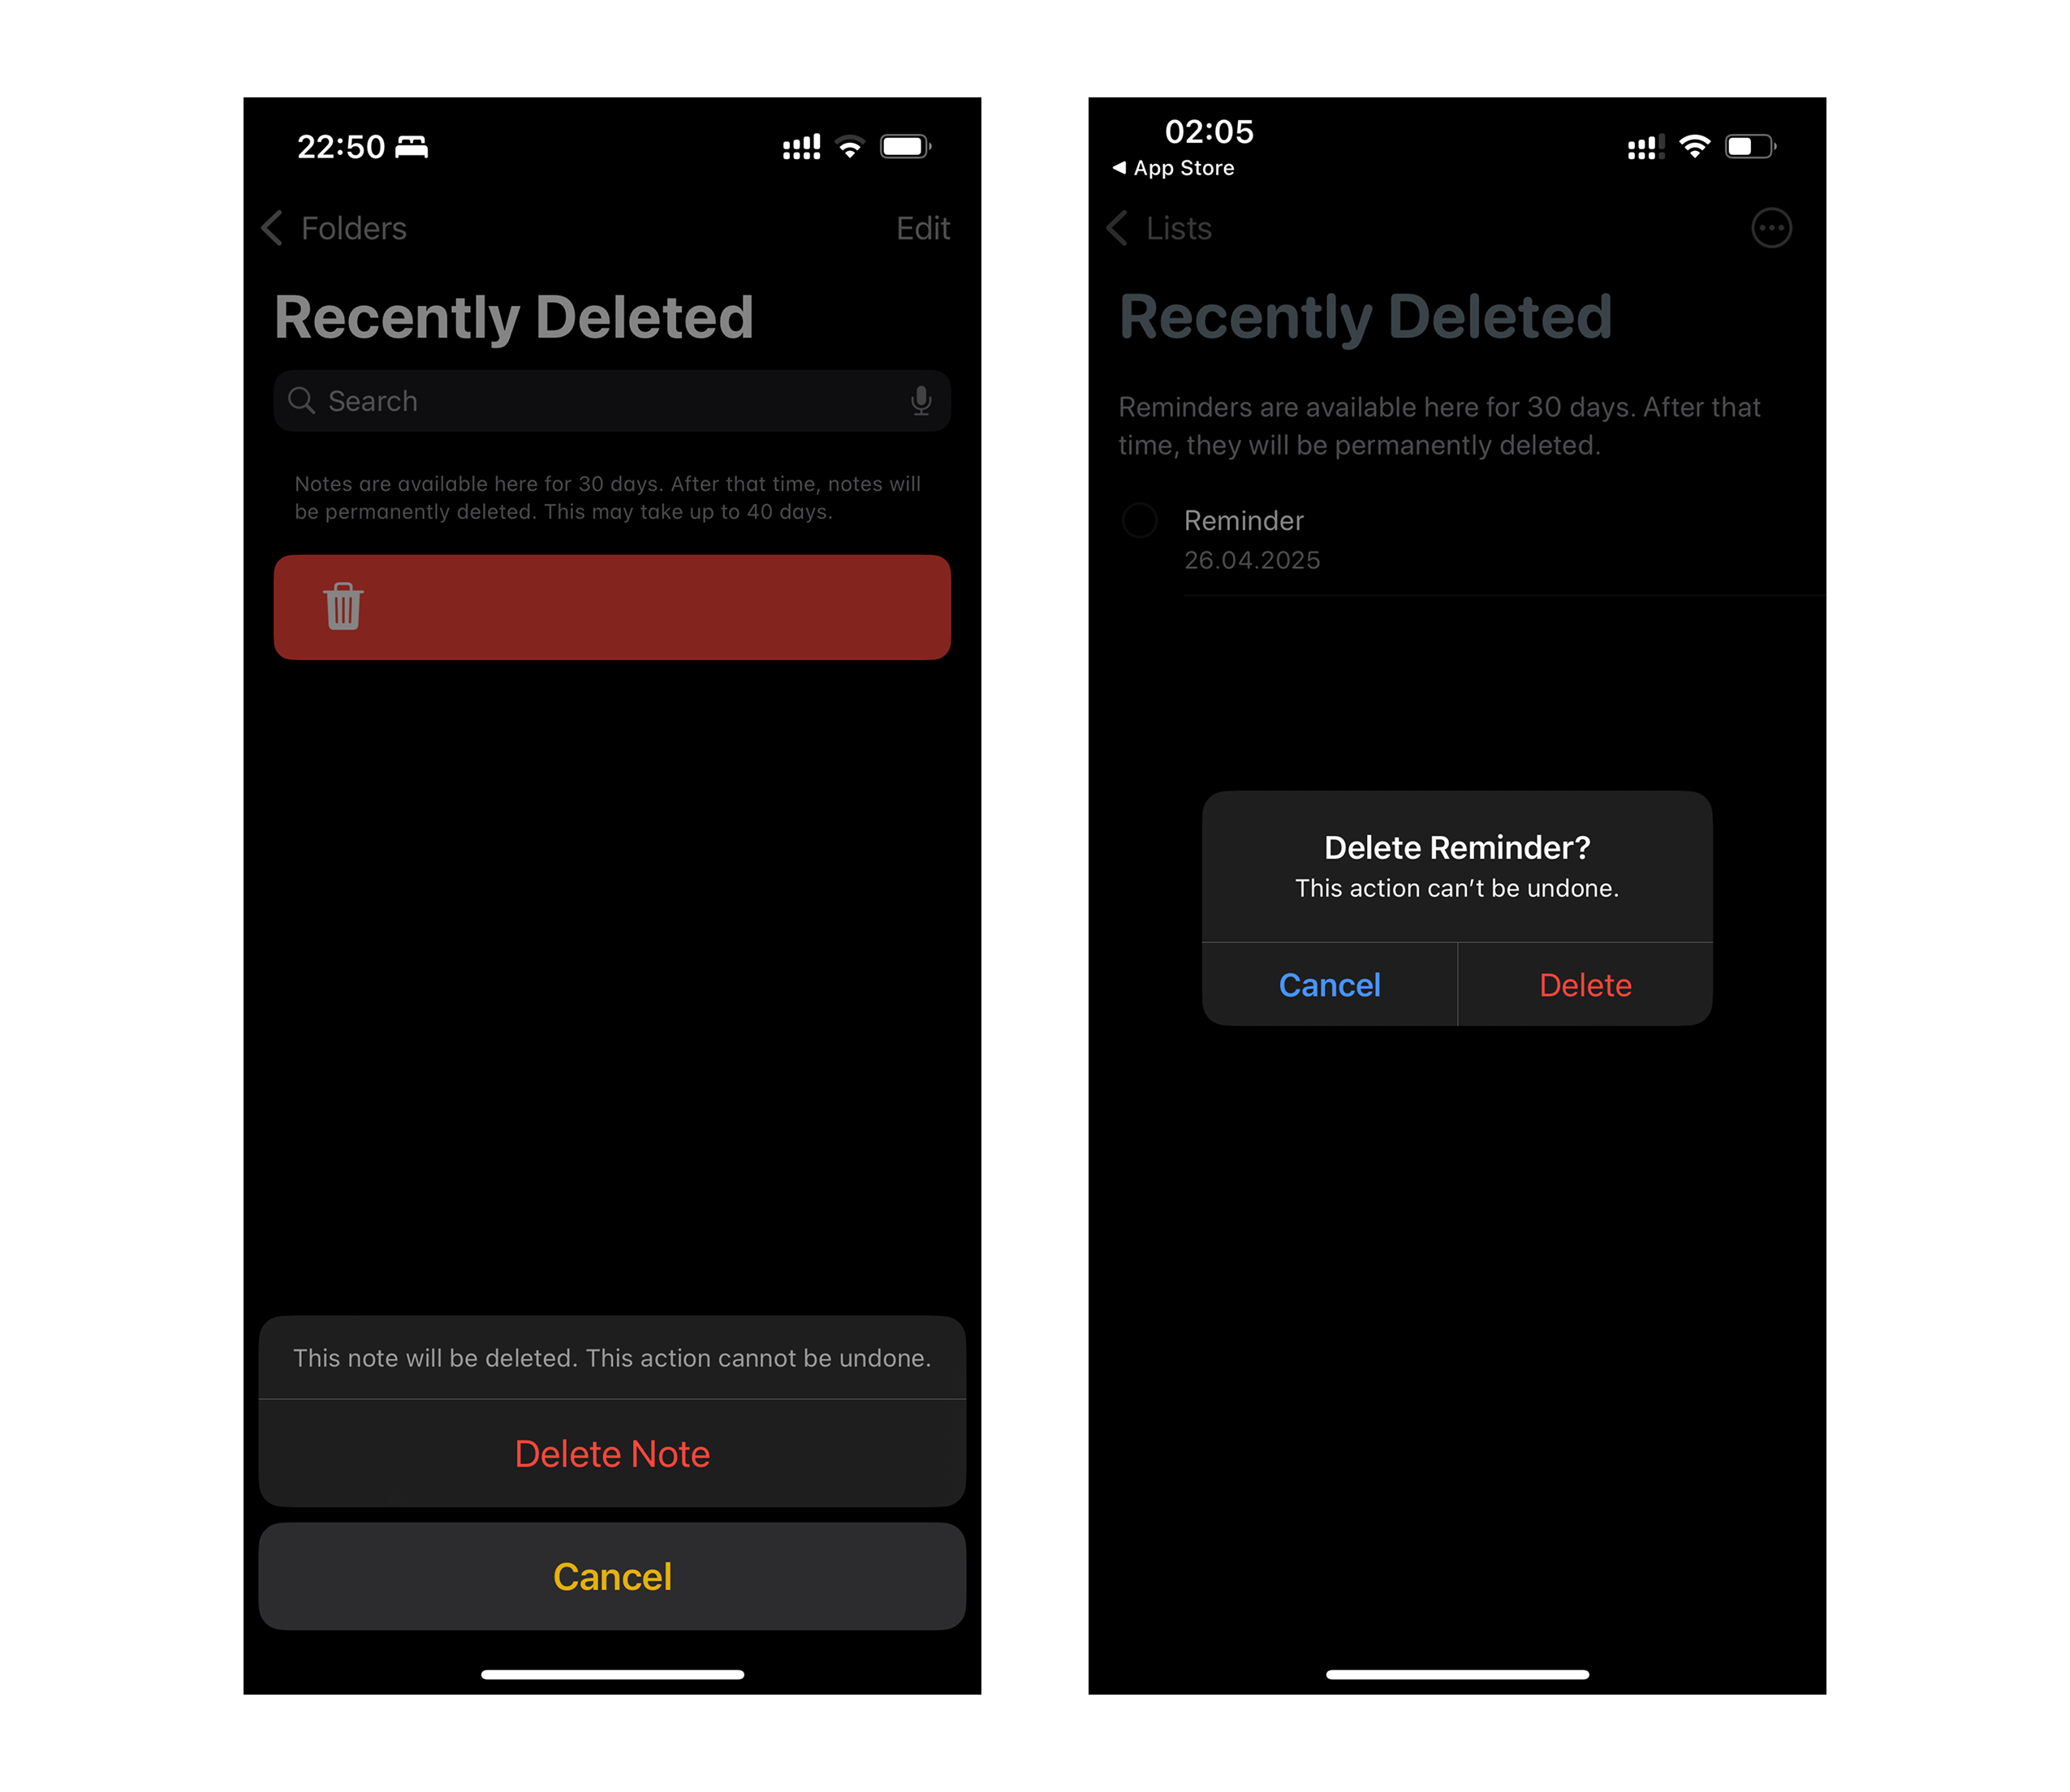 22:50
Folders
Edit
Recently Deleted
Search
Notes are available here for 30 days. After that time, notes will
be permanently deleted. This may take up to 40 days.
This note will be deleted. This action cannot be undone.
Delete Note
Cancel
02:05
App Store
Lists
Recently Deleted
Reminders are available here for 30 days. After that
time, they will be permanently deleted.
Reminder
26.04.2025
Delete Reminder?
This action can’t be undone.
Cancel
Delete